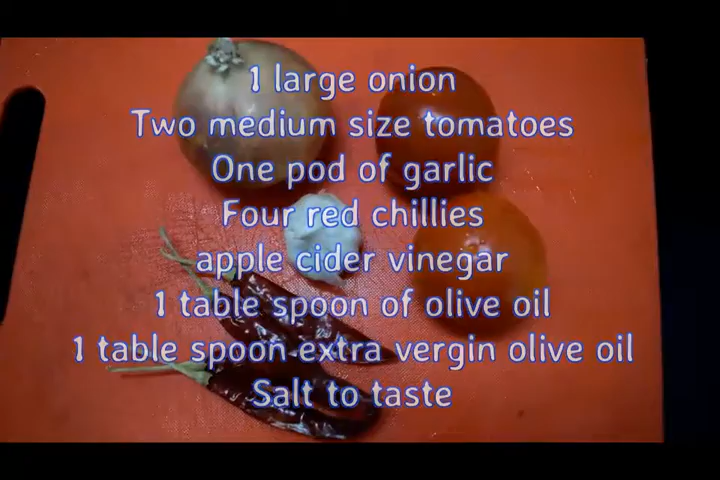 1 large onion
Two medium size tomatoes
One pod of garlic
Four red chillies
apple cider vinegar
1 table spoon of olive oil
1 table spoon extra vergin olive oil
Salt to taste